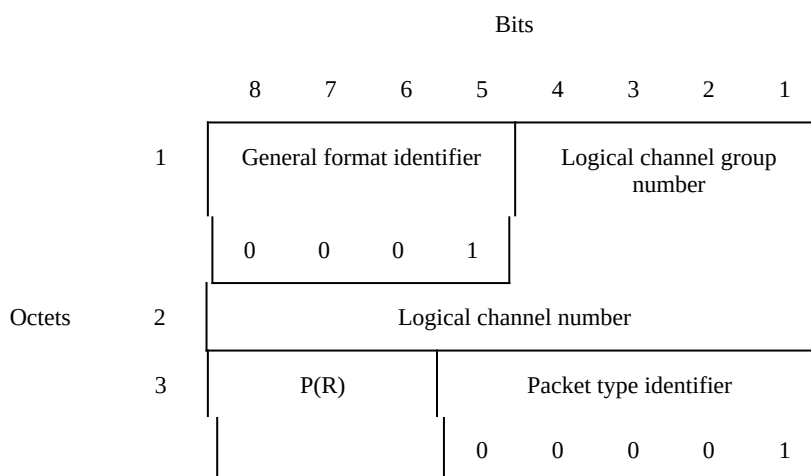 Bits
8 7 6 5 4 3 2 1
1 General format identifier Logical channel group
number
0 0 0 1
Octets 2 Logical channel number
3 P(R) Packet type identifier
0 0 0 0 1